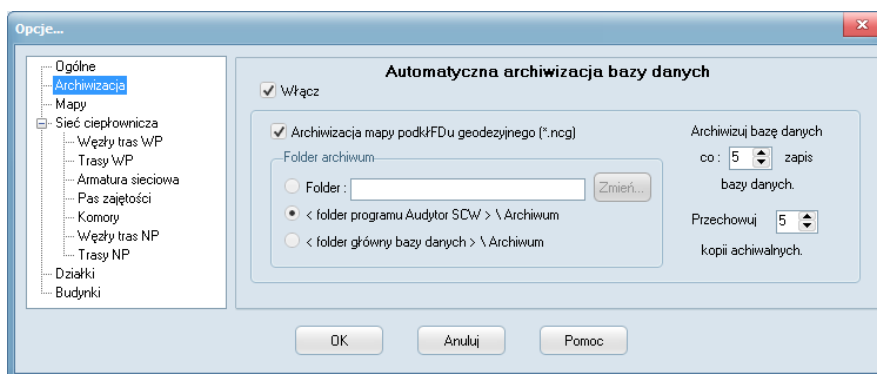 Opcje...
Ogólne
Archiwizacja
Mapy
Sieć ciepłownicza
Węzły tras WP
Trasy WP
Armatura sieciowa
Pas zajętości
Komory
Węzły tras NP
Trasy NP
Działki
Budynki
Automatyczna archiwizacja bazy danych
Włącz
Archiwizacja mapy podkłFDu geodezyjnego (*.ncg)
Folder archiwum
Folder : Zmień...
< folder programu Audytor SCW > \ Archiwum
< folder główny bazy danych > \ Archiwum
Archiwizuj bazę danych
co : 5 zapis
bazy danych.
Przechowuj 5
kopii achiwalnych.
OK Anuluj Pomoc